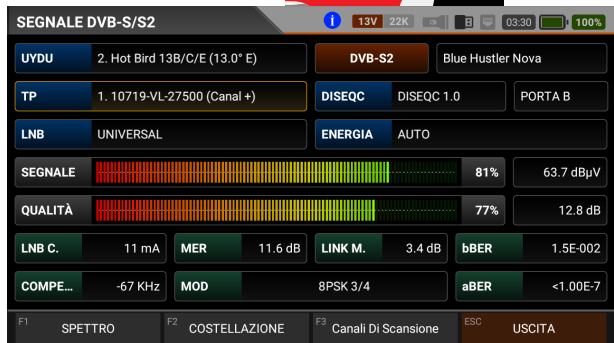 SEGNALE DVB-S/S2 i 13V 22K 03:30 100%
UYDU 2. Hot Bird 13B/C/E (13.0° E) DVB-S2 Blue Hustler Nova
TP 1. 10719-VL-27500 (Canal +) DISEQC DISEQC 1.0 PORTA B
LNB UNIVERSAL ENERGIA AUTO
SEGNALE 81% 63.7 dBµV
QUALITÀ 77% 12.8 dB
LNB C. 11 mA MER 11.6 dB LINK M. 3.4 dB bBER 1.5E-002
COMPE... -67 KHz MOD 8PSK 3/4 aBER <1.00E-7
F1 SPETTRO F2 COSTELLAZIONE F3 Canali Di Scansione ESC USCITA